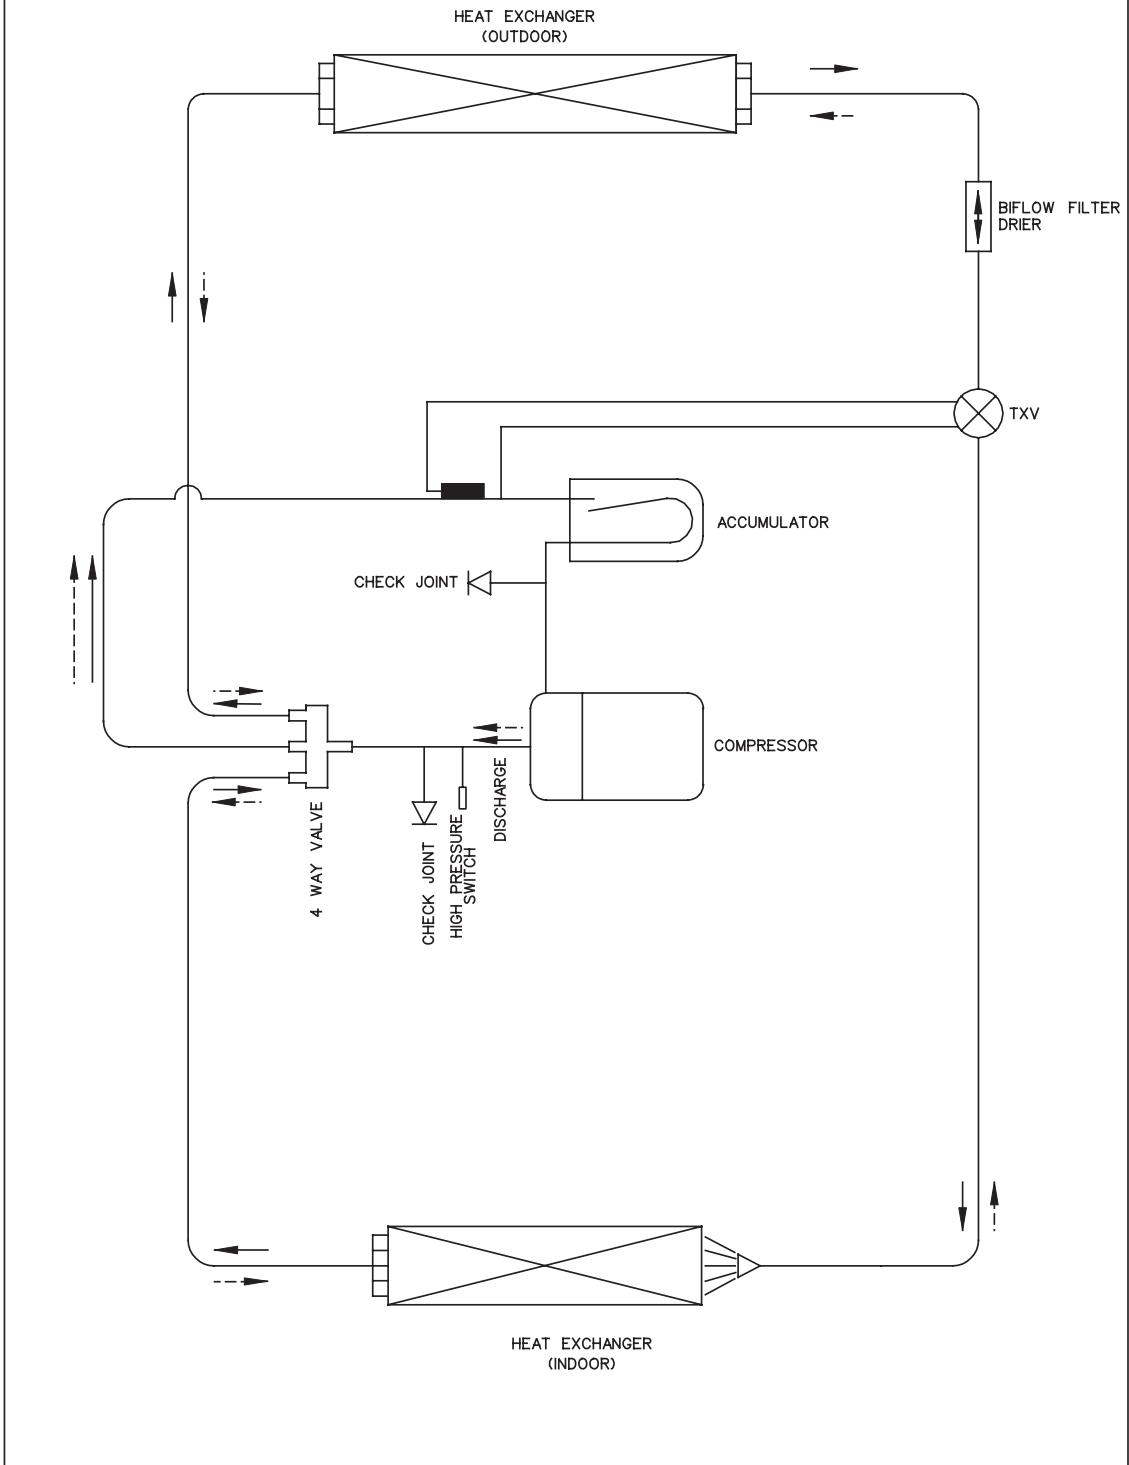 HEAT EXCHANGER
(OUTDOOR)
BIFLOW FILTER
DRIER
TXV
ACCUMULATOR
CHECK JOINT
COMPRESSOR
DISCHARGE
4 WAY VALVE
CHECK JOINT
HIGH PRESSURE
SWITCH
HEAT EXCHANGER
(INDOOR)